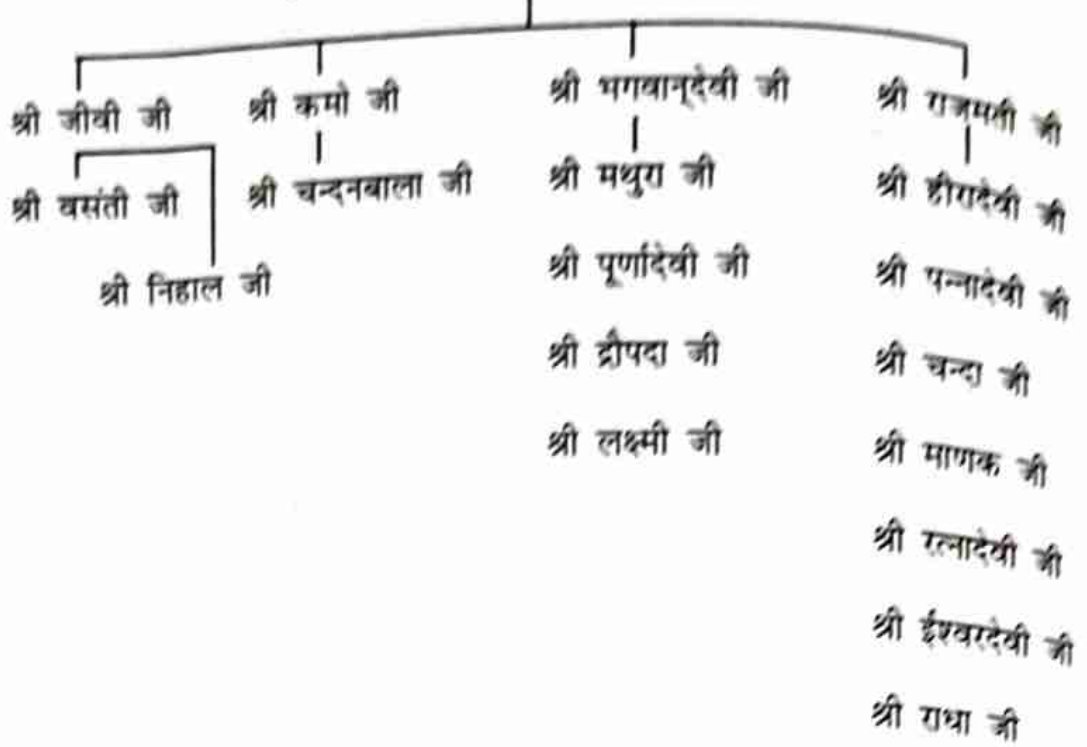 श्री जीवी जी
श्री वसंती जी
श्री निहाल जी
श्री कमो जी
श्री चन्दनबाला जी
श्री भगवान्देवी जी
श्री मथुरा जी
श्री पूर्णादेवी जी
श्री द्रौपदा जी
श्री लक्ष्मी जी
श्री राजमती जी
श्री हीरादेवी जी
श्री पन्नादेवी जी
श्री चन्दा जी
श्री माणक जी
श्री रत्नादेवी जी
श्री ईश्वरदेवी जी
श्री राधा जी